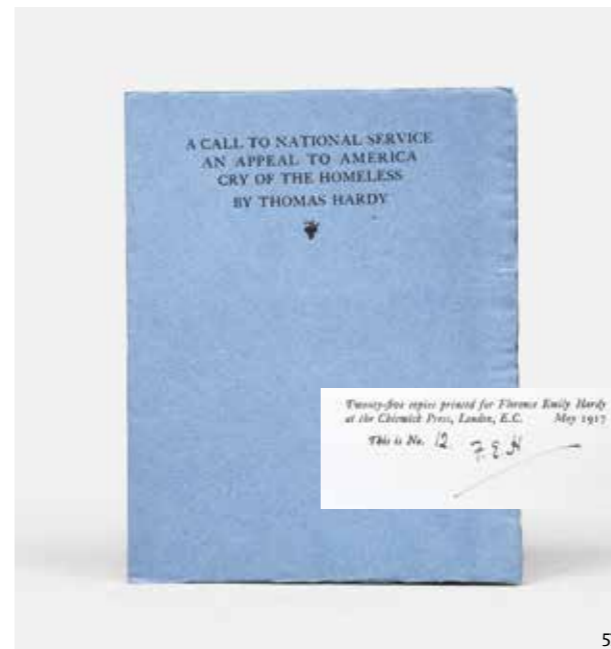 A CALL TO NATIONAL SERVICE
AN APPEAL TO AMERICA
CRY OF THE HOMELESS
BY THOMAS HARDY
Twenty-five copies printed for Florence Emily Hardy
at the Chiswick Press, London, E.C. May 1917
This is No. 12 F. E. H
5